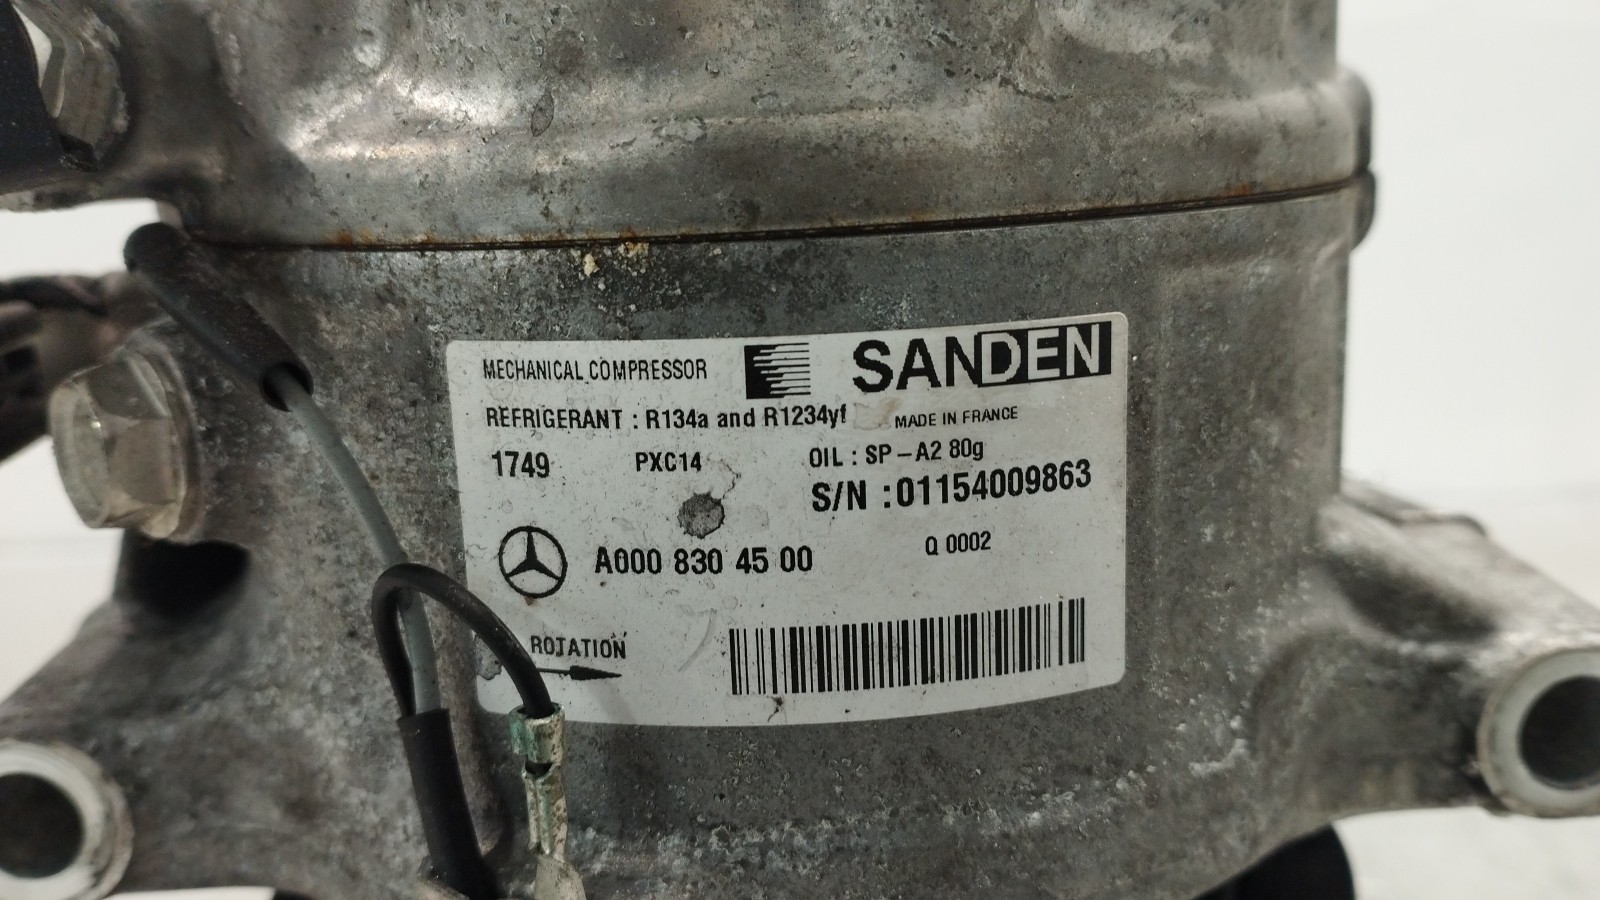 MECHANICAL COMPRESSOR
SANDEN
REFRIGERANT : R134a and R1234yf
MADE IN FRANCE
1749
PXC14
OIL : SP-A2 80g
S/N :01154009863
A000 830 45 00
Q 0002
ROTATION